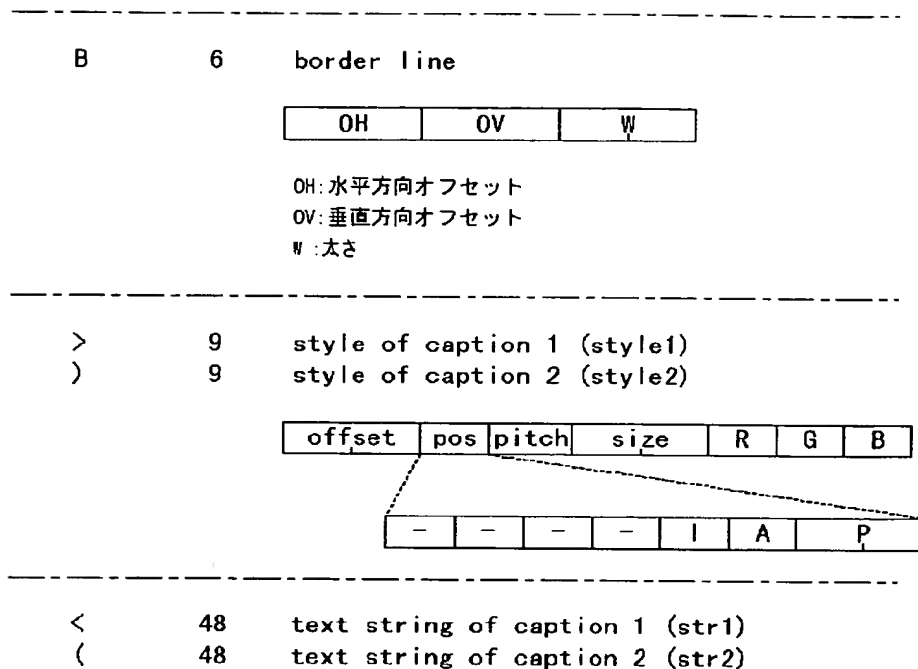 B 6 border line
OH OV W
OH:水平方向オフセット
OV:垂直方向オフセット
W :太さ
> 9 style of caption 1 (style1)
) 9 style of caption 2 (style2)
offset pos pitch size R G B
- - - - I A P
< 48 text string of caption 1 (str1)
( 48 text string of caption 2 (str2)